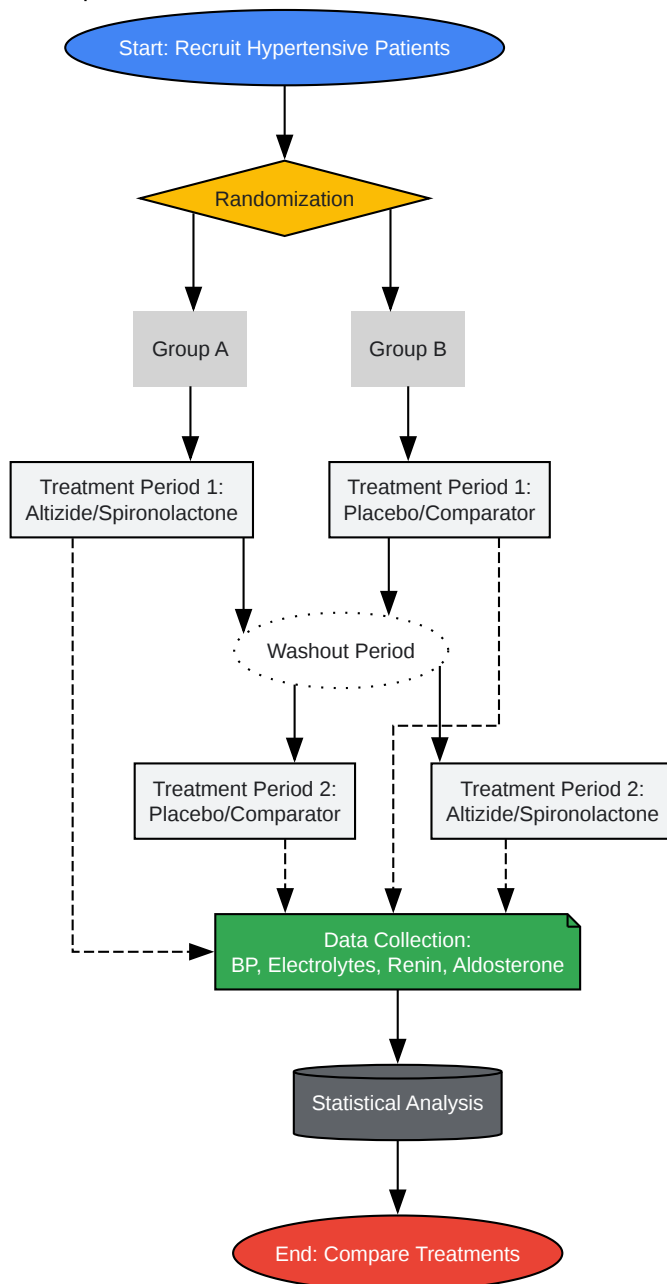 Start: Recruit Hypertensive Patients
Randomization
Group A
Group B
Treatment Period 1:
Altizide/Spironolactone
Treatment Period 1:
Placebo/Comparator
Washout Period
Treatment Period 2:
Placebo/Comparator
Treatment Period 2:
Altizide/Spironolactone
Data Collection:
BP, Electrolytes, Renin, Aldosterone
Statistical Analysis
End: Compare Treatments